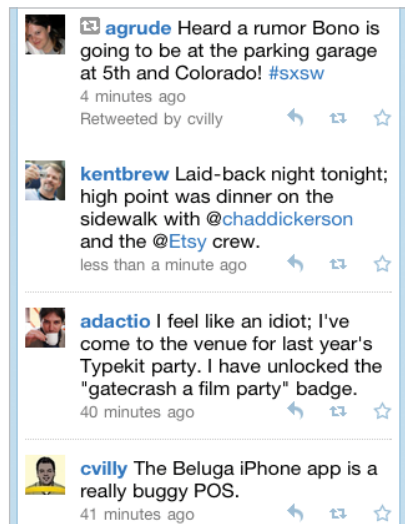 agrude Heard a rumor Bono is
going to be at the parking garage
at 5th and Colorado! #sxsw
4 minutes ago
Retweeted by cvilly
kentbrew Laid-back night tonight;
high point was dinner on the
sidewalk with @chaddickerson
and the @Etsy crew.
less than a minute ago
adactio I feel like an idiot; I've
come to the venue for last year's
Typekit party. I have unlocked the
"gatecrash a film party" badge.
40 minutes ago
cvilly The Beluga iPhone app is a
really buggy POS.
41 minutes ago